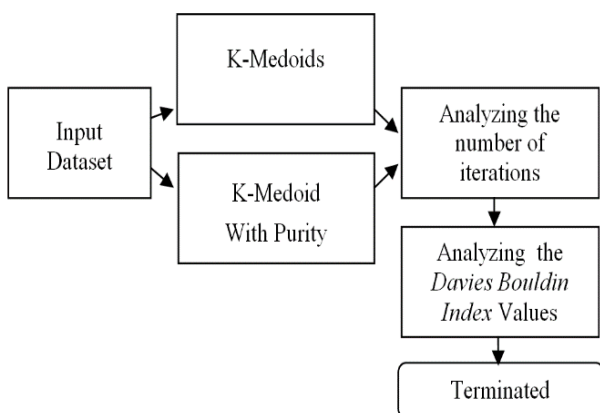 K-Medoids
Input
Dataset
K-Medoid
With Purity
Analyzing the
number of
iterations
Analyzing the
Davies Bouldin
Index Values
Terminated